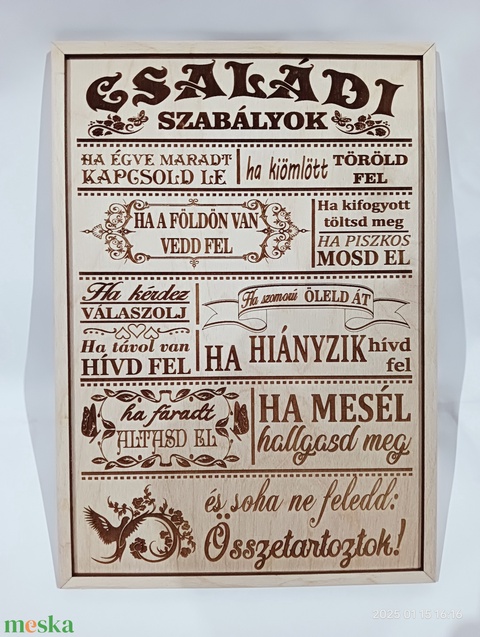 CSALÁDI
SZABÁLYOK
HA ÉGVE MARADT
KAPCSOLD LE
ha kiömlött
TÖRÖLD
FEL
HA A FÖLDÖN VAN
VEDD FEL
Ha kifogyott
töltsd meg
HA PISZKOS
MOSD EL
Ha kérdez
VÁLASZOLJ
Ha távol van
HÍVD FEL
Ha szomorú ÖLELD ÁT
HA HIÁNYZIK hívd
fel
ha fáradt
ALTASD EL
HA MESÉL
hallgasd meg
és soha ne feledd:
Összetartoztok!
meska